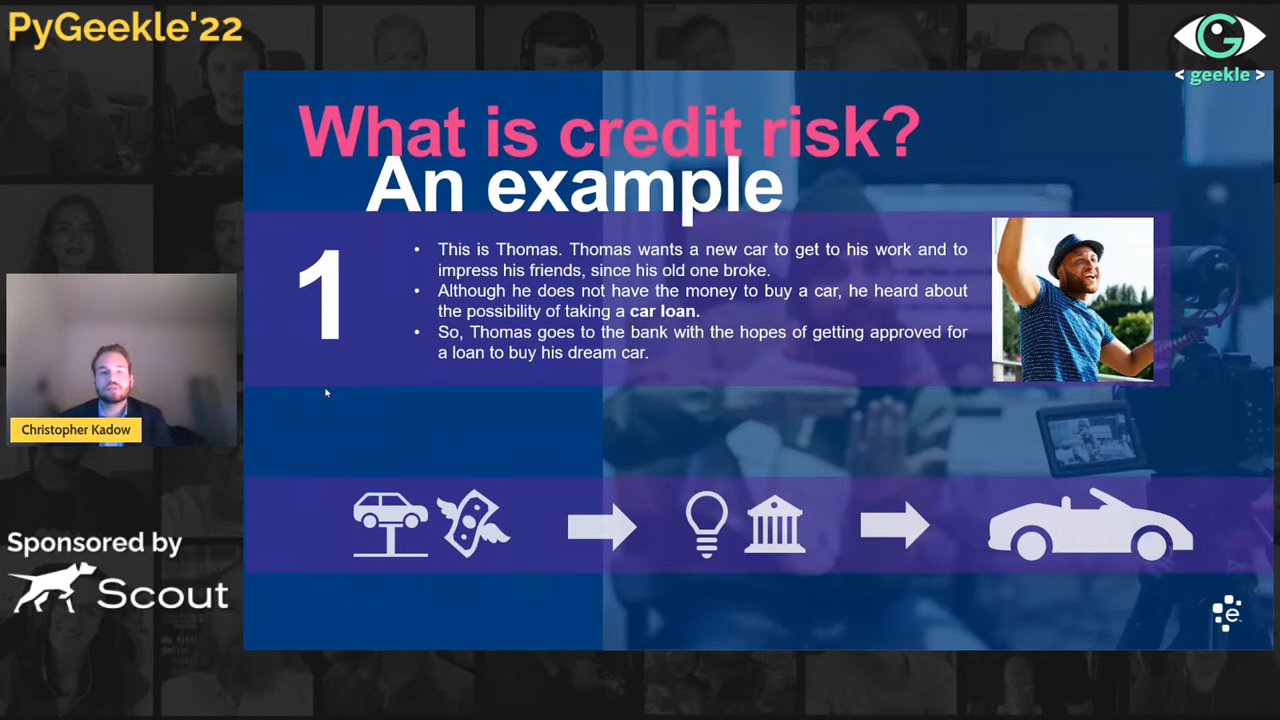 PyGeekle'22
< geekle >
What is credit risk?
An example
1
• This is Thomas. Thomas wants a new car to get to his work and to
impress his friends, since his old one broke.
• Although he does not have the money to buy a car, he heard about
the possibility of taking a car loan.
• So, Thomas goes to the bank with the hopes of getting approved for
a loan to buy his dream car.
Christopher Kadow
Sponsored by
Scout
e